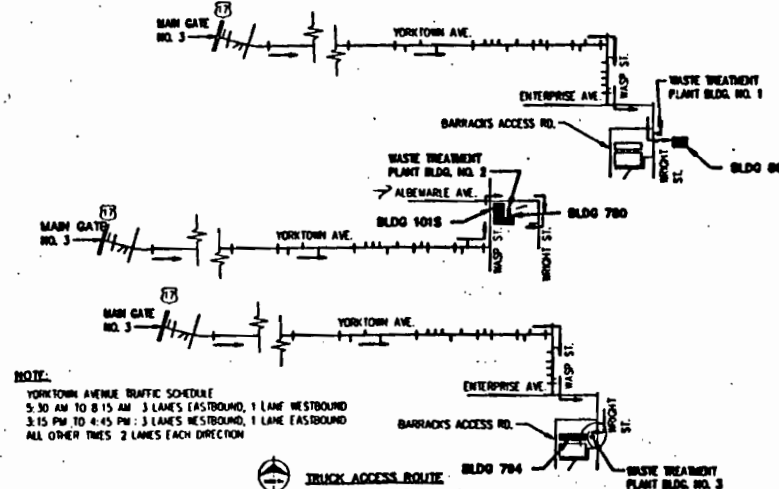 17
MAIN GATE
NO. 3
YORKTOWN AVE.
WASP ST.
ENTERPRISE AVE.
WASTE TREATMENT
PLANT BLDG. NO. 1
BARRACKS ACCESS RD.
WRIGHT
ST.
WASTE TREATMENT
PLANT BLDG. NO. 2
ALBEMARLE AVE.
BLDG 101S
BLDG 780
17
MAIN GATE
NO. 3
YORKTOWN AVE.
WASP ST.
WRIGHT ST.
17
MAIN GATE
NO. 3
YORKTOWN AVE.
WASP ST.
ENTERPRISE AVE.
BARRACKS ACCESS RD.
WRIGHT
ST.
BLDG 794
WASTE TREATMENT
PLANT BLDG. NO. 3
NOTE:
YORKTOWN AVENUE TRAFFIC SCHEDULE
5:30 AM TO 8:15 AM 3 LANES EASTBOUND, 1 LANE WESTBOUND
3:15 PM TO 4:45 PM : 3 LANES WESTBOUND, 1 LANE EASTBOUND
ALL OTHER TIMES 2 LANES EACH DIRECTION
TRUCK ACCESS ROUTE